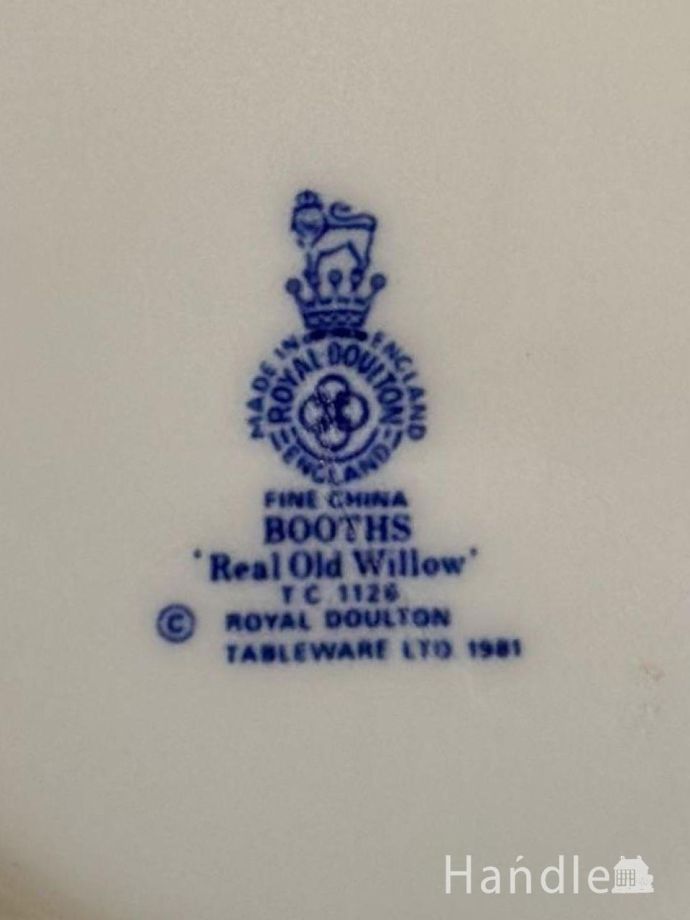 MADE IN ENGLAND
ROYAL DOULTON
ENGLAND
FINE CHINA
BOOTHS
'Real Old Willow'
T C 1126
© ROYAL DOULTON
TABLEWARE LTD 1981
Handle